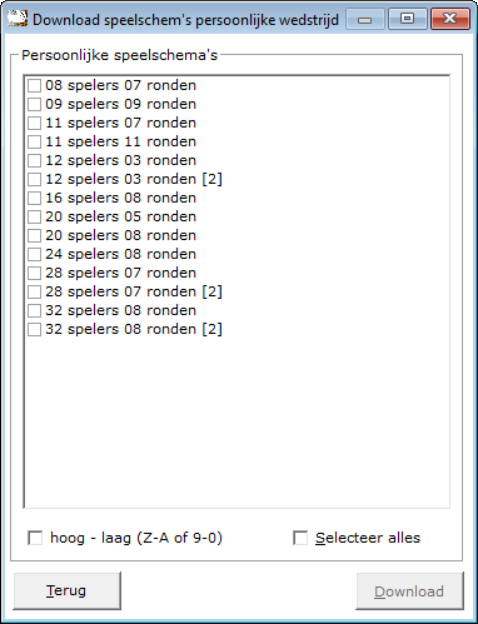 Download speelschem's persoonlijke wedstrijd
Persoonlijke speelschema's
08 spelers 07 ronden
09 spelers 09 ronden
11 spelers 07 ronden
11 spelers 11 ronden
12 spelers 03 ronden
12 spelers 03 ronden [2]
16 spelers 08 ronden
20 spelers 05 ronden
20 spelers 08 ronden
24 spelers 08 ronden
28 spelers 07 ronden
28 spelers 07 ronden [2]
32 spelers 08 ronden
32 spelers 08 ronden [2]
hoog - laag (Z-A of 9-0)
Selecteer alles
Terug
Download